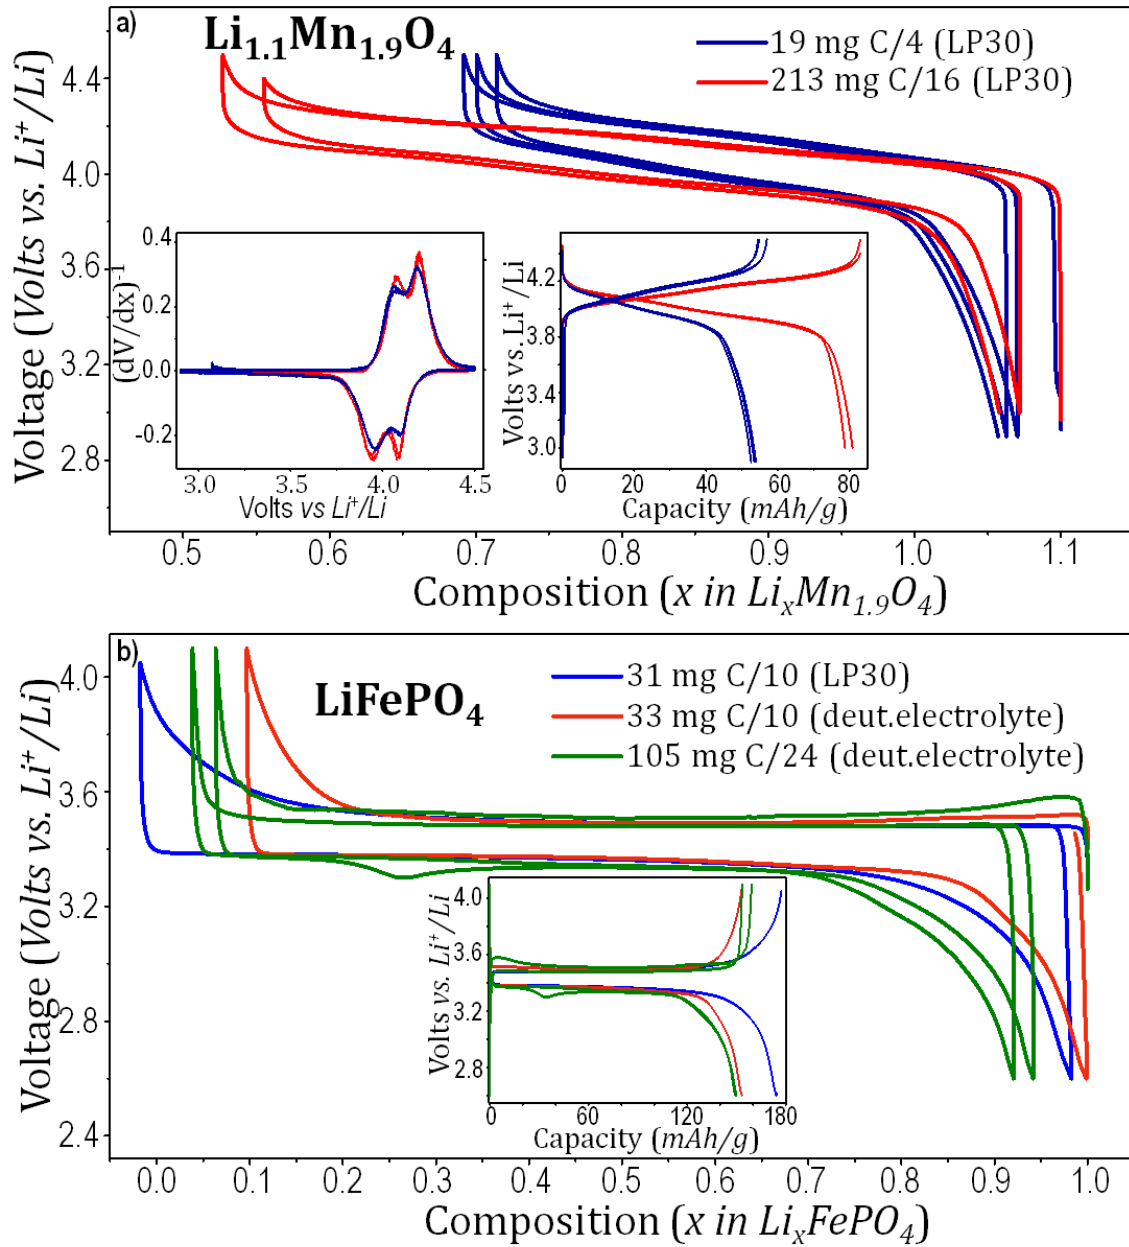 a)
Li1.1Mn1.9O4
19 mg C/4 (LP30)
213 mg C/16 (LP30)
Voltage (Volts vs. Li+/Li)
4.4
4.0
3.6
3.2
2.8
(dV/dx)-1
0.4
0.2
0.0
-0.2
3.0 3.5 4.0 4.5
Volts vs Li+/Li
Volts vs. Li+/Li
4.2
3.8
3.4
3.0
0 20 40 60 80
Capacity (mAh/g)
0.5 0.6 0.7 0.8 0.9 1.0 1.1
Composition (x in LixMn1.9O4)
b)
LiFePO4
31 mg C/10 (LP30)
33 mg C/10 (deut.electrolyte)
105 mg C/24 (deut.electrolyte)
Voltage (Volts vs. Li+/Li)
4.0
3.6
3.2
2.8
2.4
Volts vs. Li+/Li
4.0
3.6
3.2
2.8
0 60 120 180
Capacity (mAh/g)
0.0 0.1 0.2 0.3 0.4 0.5 0.6 0.7 0.8 0.9 1.0
Composition (x in LixFePO4)